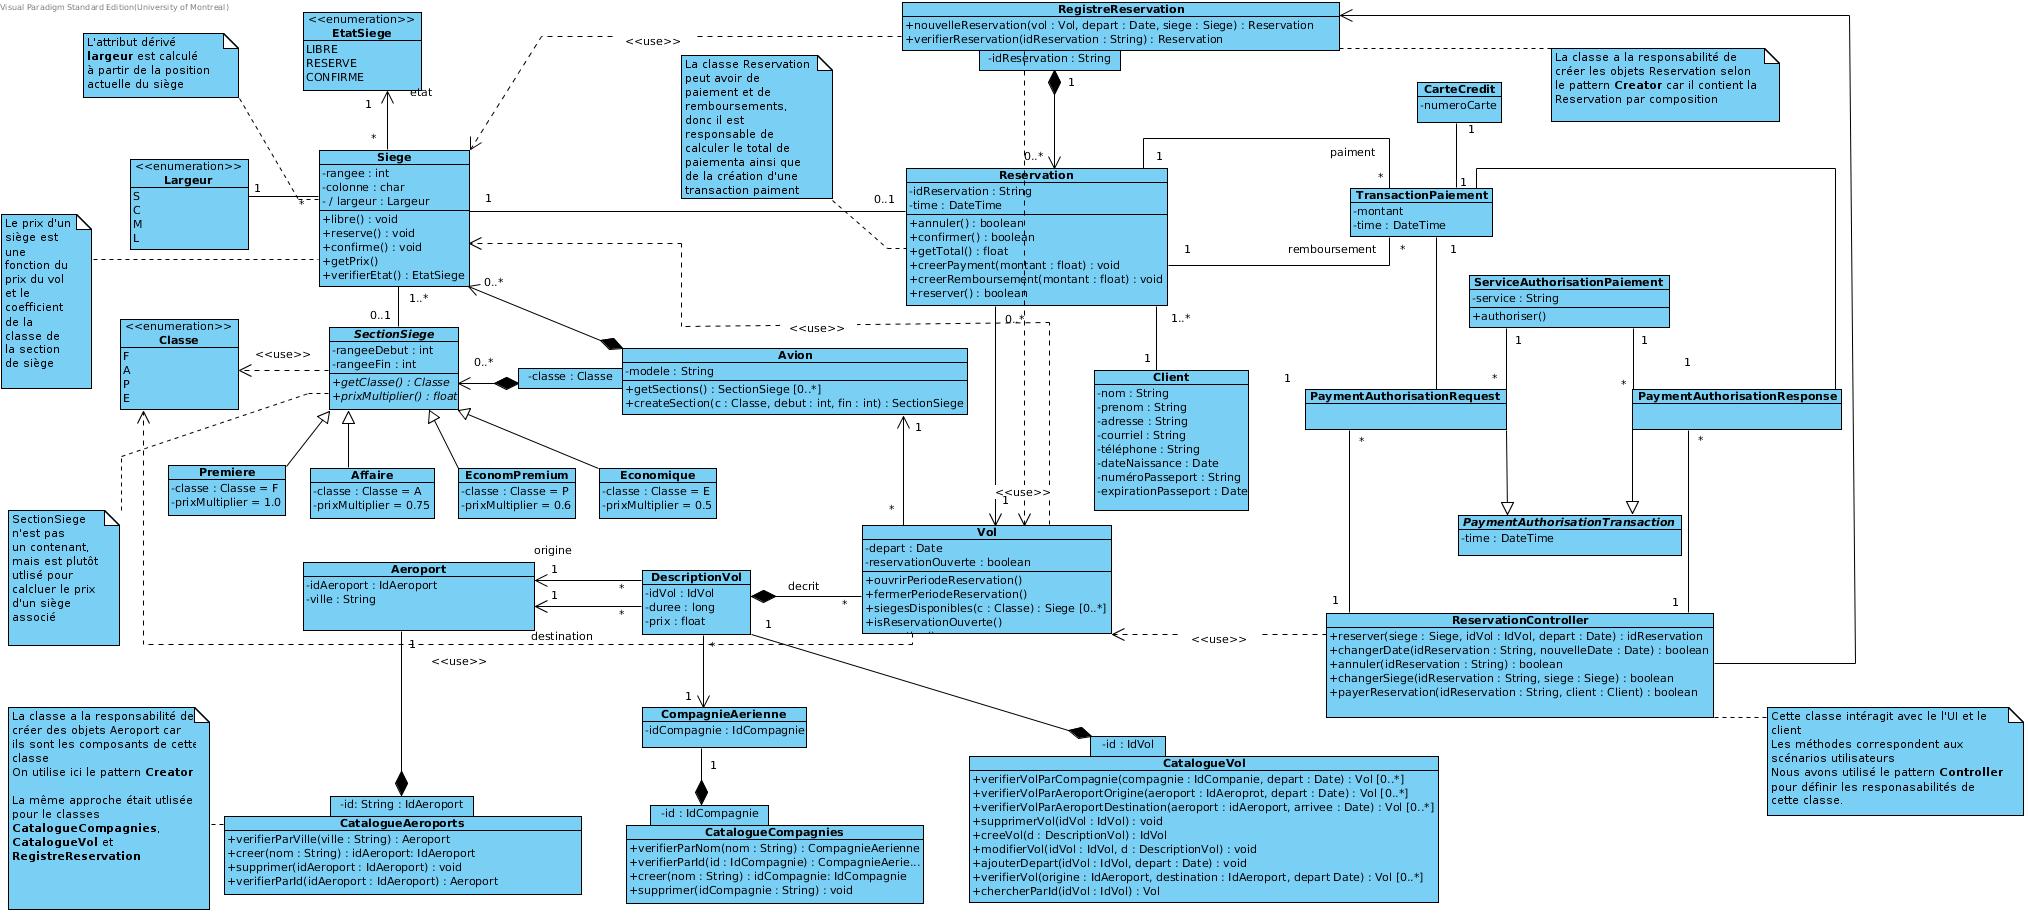 Visual Paradigm Standard Edition(University of Montreal)
L'attribut dérivé
largeur est calculé
à partir de la position
actuelle du siège
<<enumeration>>
EtatSiege
LIBRE
RESERVE
CONFIRME
etat
1
*
<<use>>
RegistreReservation
+nouvelleReservation(vol : Vol, depart : Date, siege : Siege) : Reservation
+verifierReservation(idReservation : String) : Reservation
-idReservation : String
1
0..*
La classe Reservation
peut avoir de
paiement et de
remboursements,
donc il est
responsable de
calculer le total de
paiementa ainsi que
de la création d'une
transaction paiment
La classe a la responsabilité de
créer les objets Reservation selon
le pattern Creator car il contient la
Reservation par composition
CarteCredit
-numeroCarte
1
1
<<enumeration>>
Largeur
S
C
M
L
1
*
Siege
-rangee : int
-colonne : char
- / largeur : Largeur
+libre() : void
+reserve() : void
+confirme() : void
+getPrix()
+verifierEtat() : EtatSiege
1
0..1
Reservation
-idReservation : String
-time : DateTime
+annuler() : boolean
+confirmer() : boolean
+getTotal() : float
+creerPayment(montant : float) : void
+creerRemboursement(montant : float) : void
+reserver() : boolean
1
paiment
*
TransactionPaiement
-montant
-time : DateTime
1
remboursement
*
1
Le prix d'un
siège est
une
fonction du
prix du vol
et le
coefficient
de la
classe de
la section
de siège
1..*
0..1
0..*
<<use>>
0..*
1..*
1
ServiceAuthorisationPaiement
-service : String
+authoriser()
1
1
*
*
1
1
<<enumeration>>
Classe
F
A
P
E
<<use>>
SectionSiege
-rangeeDebut : int
-rangeeFin : int
+getClasse() : Classe
+prixMultiplier() : float
0..*
-classe : Classe
Avion
-modele : String
+getSections() : SectionSiege [0..*]
+createSection(c : Classe, debut : int, fin : int) : SectionSiege
1
*
Client
-nom : String
-prenom : String
-adresse : String
-courriel : String
-téléphone : String
-dateNaissance : Date
-numéroPasseport : String
-expirationPasseport : Date
PaymentAuthorisationRequest
PaymentAuthorisationResponse
*
*
Premiere
-classe : Classe = F
-prixMultiplier = 1.0
Affaire
-classe : Classe = A
-prixMultiplier = 0.75
EconomPremium
-classe : Classe = P
-prixMultiplier = 0.6
Economique
-classe : Classe = E
-prixMultiplier = 0.5
<<use>>
1
PaymentAuthorisationTransaction
-time : DateTime
SectionSiege
n'est pas
un contenant,
mais est plutôt
utlisé pour
calcluer le prix
d'un siège
associé
Aeroport
-idAeroport : IdAeroport
-ville : String
origine
1
*
1
*
destination
DescriptionVol
-idVol : IdVol
-duree : long
-prix : float
decrit
1
*
Vol
-depart : Date
-reservationOuverte : boolean
+ouvrirPeriodeReservation()
+fermerPeriodeReservation()
+siegesDisponibles(c : Classe) : Siege [0..*]
+isReservationOuverte()
<<use>>
1
1
ReservationController
+reserver(siege : Siege, idVol : IdVol, depart : Date) : idReservation
+changerDate(idReservation : String, nouvelleDate : Date) : boolean
+annuler(idReservation : String) : boolean
+changerSiege(idReservation : String, siege : Siege) : boolean
+payerReservation(idReservation : String, client : Client) : boolean
1
<<use>>
*
1
La classe a la responsabilité de
créer des objets Aeroport car
ils sont les composants de cette
classe
On utilise ici le pattern Creator
La même approche était utlisée
pour le classes
CatalogueCompagnies,
CatalogueVol et
RegistreReservation
CompagnieAerienne
-idCompagnie : IdCompagnie
1
Cette classe intéragit avec le l'UI et le
client
Les méthodes correspondent aux
scénarios utlisateurs
Nous avons utilisé le pattern Controller
pour définir les responasabilités de
cette classe.
-id: String : IdAeroport
CatalogueAeroports
+verifierParVille(ville : String) : Aeroport
+creer(nom : String) : idAeroport: IdAeroport
+supprimer(idAeroport : IdAeroport) : void
+verifierParId(idAeroport : IdAeroport) : Aeroport
-id : IdCompagnie
CatalogueCompagnies
+verifierParNom(nom : String) : CompagnieAerienne
+verifierParId(id : IdCompagnie) : CompagnieAerie...
+creer(nom : String) : idCompagnie: IdCompagnie
+supprimer(idCompagnie : String) : void
-id : IdVol
CatalogueVol
+verifierVolParCompagnie(compagnie : IdCompanie, depart : Date) : Vol [0..*]
+verifierVolParAeroportOrigine(aeroport : IdAeroprot, depart : Date) : Vol [0..*]
+verifierVolParAeroportDestination(aeroport : idAeroport, arrivee : Date) : Vol [0..*]
+supprimerVol(idVol : IdVol) : void
+creeVol(d : DescriptionVol) : IdVol
+modifierVol(idVol : IdVol, d : DescriptionVol) : void
+ajouterDepart(idVol : IdVol, depart : Date) : void
+verifierVol(origine : IdAeroport, destination : IdAeroport, depart Date) : Vol [0..*]
+chercherParId(idVol : IdVol) : Vol